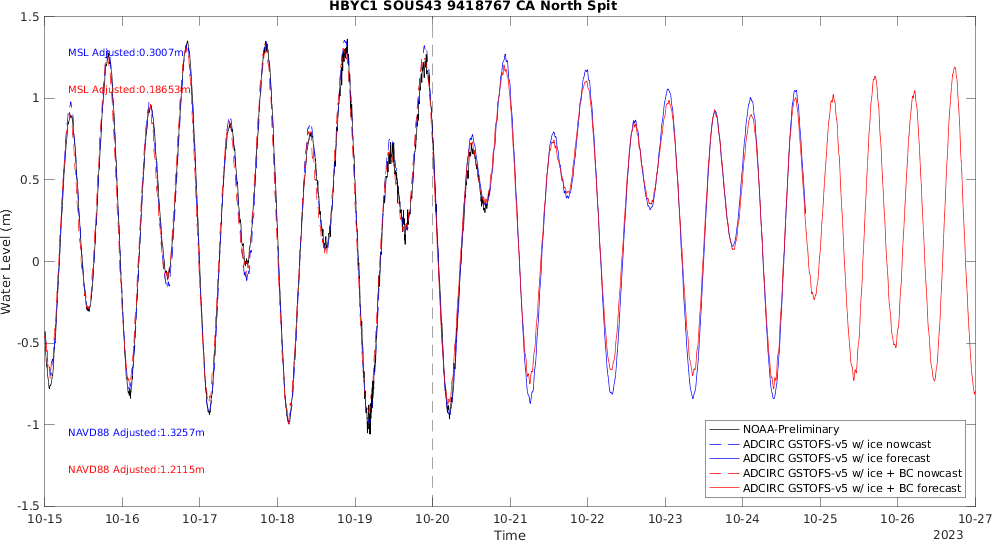 HBYC1 SOUS43 9418767 CA North Spit
1.5
1
0.5
0
-0.5
-1
-1.5
Water Level (m)
MSL Adjusted:0.3007m
MSL Adjusted:0.18653m
NAVD88 Adjusted:1.3257m
NAVD88 Adjusted:1.2115m
NOAA-Preliminary
ADCIRC GSTOFS-v5 w/ ice nowcast
ADCIRC GSTOFS-v5 w/ ice forecast
ADCIRC GSTOFS-v5 w/ ice + BC nowcast
ADCIRC GSTOFS-v5 w/ ice + BC forecast
10-15 10-16 10-17 10-18 10-19 10-20 10-21 10-22 10-23 10-24 10-25 10-26 10-27
Time
2023